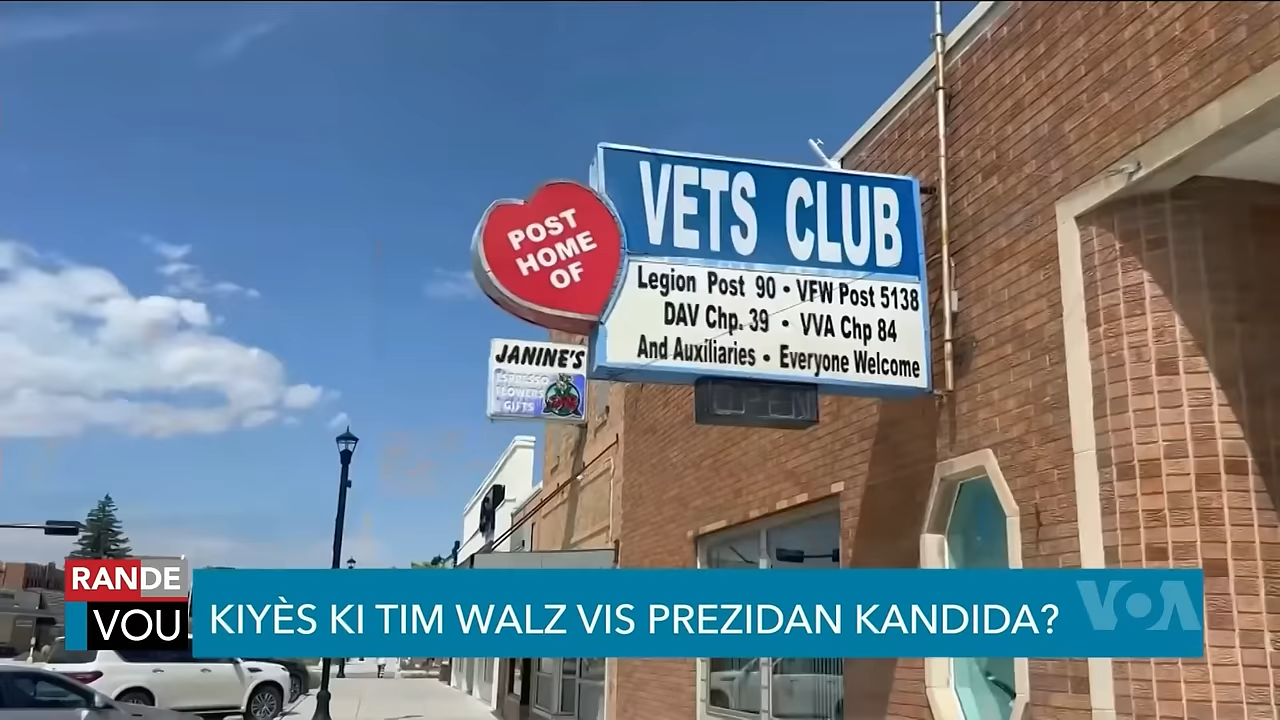 VETS CLUB
POST
HOME
OF
Legion Post 90 • VFW Post 5138
DAV Chp. 39 • VVA Chp 84
And Auxiliaries • Everyone Welcome
JANINE'S
ESPRESSO
FLOWERS
GIFTS
RANDE
VOU
KIYÈS KI TIM WALZ VIS PREZIDAN KANDIDA?
VOA